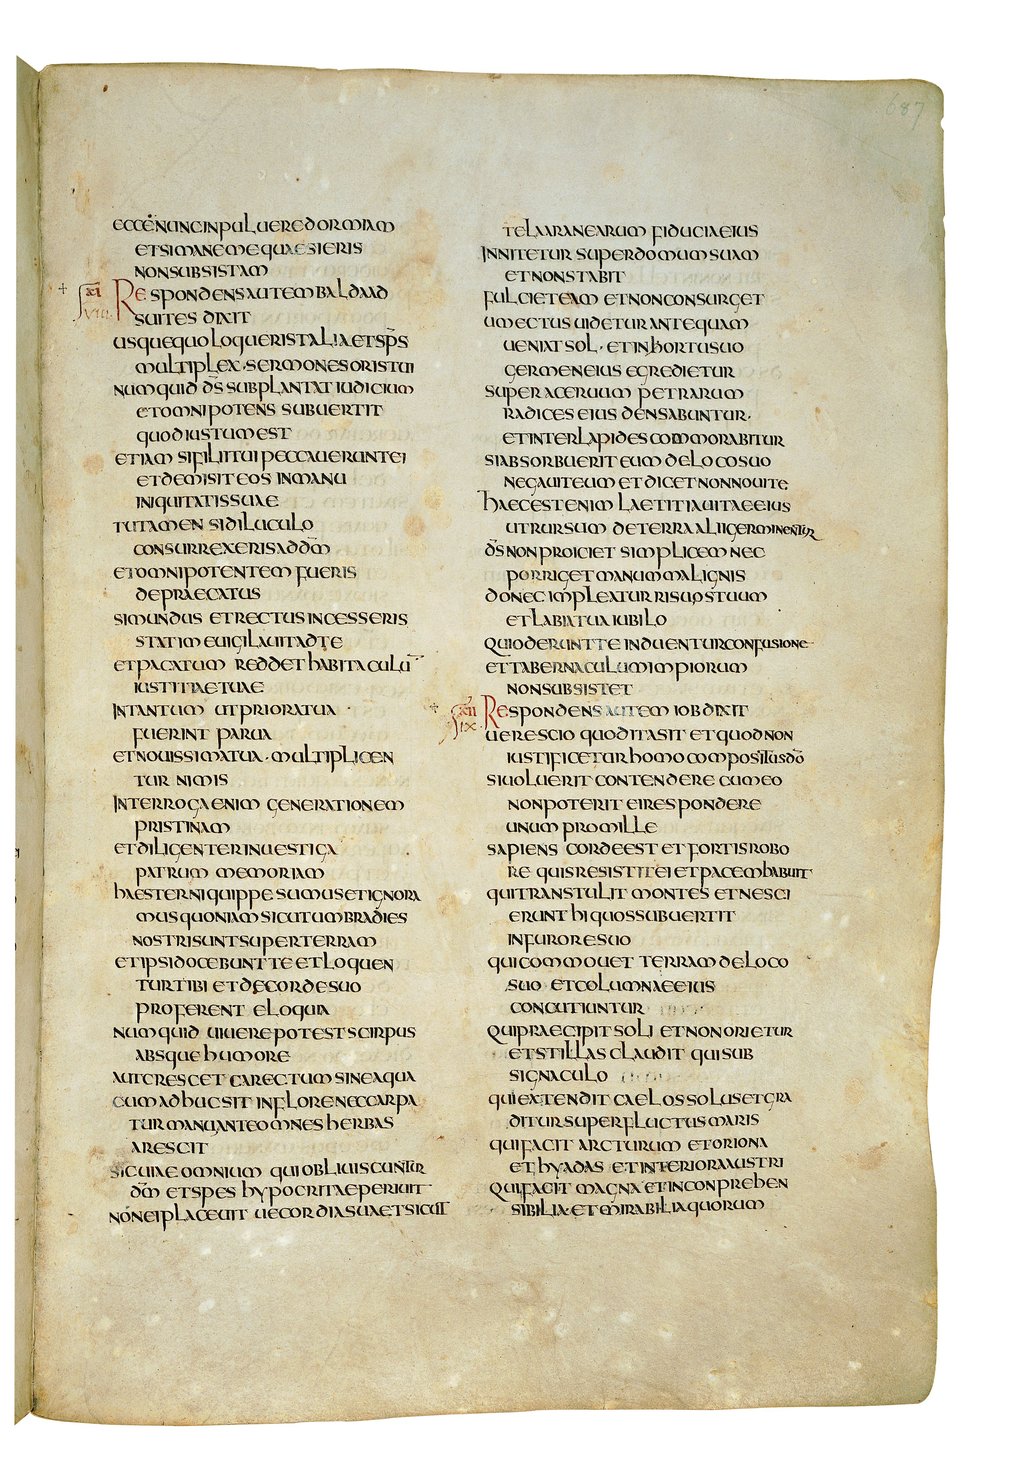 687
ECCE NUNC IN PULUERE DORMIAM
ET SI MANE ME QUAESIERIS
NON SUBSISTAM
XI
VIII
RESPONDENS AUTEM BALDAD
SUITES DIXIT
USQUEQUO LOQUERIS TALIA ET SP̄S
MULTIPLEX · SERMONES ORIS TUI
NUMQUID D̄S SUBPLANTAT IUDICIUM
ET OMNIPOTENS SUBUERTIT
QUOD IUSTUM EST
ETIAM SI FILII TUI PECCAUERUNT EI
ET DEMISIT EOS IN MANU
INIQUITATIS SUAE
TU TAMEN SI DILUCULO
CONSURREXERIS AD D̄M
ET OMNIPOTENTEM FUERIS
DEPRAECATUS
SI MUNDUS ET RECTUS INCESSERIS
STATIM EUIGILAUIT AD TE
ET PACATUM REDDET HABITACULŪ
IUSTITIAE TUAE
IN TANTUM UT PRIORA TUA
FUERINT PARUA
ET NOUISSIMA TUA · MULTIPLICEN
TUR NIMIS
INTERROGA ENIM GENERATIONEM
PRISTINAM
ET DILIGENTER INUESTIGA
PATRUM MEMORIAM
HAESTERNI QUIPPE SUMUS ET IGNORA
MUS QUONIAM SICUT UMBRA DIES
NOSTRI SUNT SUPER TERRAM
ET IPSI DOCEBUNT TE ET LOQUEN
TUR TIBI ET DE CORDE SUO
PROFERENT ELOQUIA
NUMQUID UIUERE POTEST SCIRPUS
ABSQUE HUMORE
AUT CRESCET CARECTUM SINE AQUA
CUM ADHUC SIT IN FLORE NEC CARPA
TUR MANU ANTE OMNES HERBAS
ARESCIT
SIC UIAE OMNIUM QUI OBLIUISCUNTUR
D̄M ET SPES HYPOCRITAE PERIUIT
NON EI PLACEUIT UECORDIA SUA ET SICUT
TELA ARANEARUM FIDUCIA EIUS
INNITETUR SUPER DOMUM SUAM
ET NON STABIT
FULCIET EAM ET NON CONSURGET
UMECTUS UIDETUR ANTEQUAM
UENIAT SOL · ET IN HORTU SUO
GERMEN EIUS EGREDIETUR
SUPER ACERUUM PETRARUM
RADICES EIUS DENSABUNTUR ·
ET INTER LAPIDES COMMORABITUR
SI ABSORBUERIT EUM DE LOCO SUO
NEGAUIT EUM ET DICET NON NOUI TE
HAEC EST ENIM LAETITIA UITAE EIUS
UT RURSUM DE TERRA ALII GERMINENTUR
D̄S NON PROICIET SIMPLICEM NEC
PORRIGET MANUM MALIGNIS
DONEC IMPLEATUR RISU OS TUUM
ET LABIA TUA IUBILO
QUI ODERUNT TE INDUENTUR CONFUSIONE
ET TABERNACULUM IMPIORUM
NON SUBSISTET
XII
IX
RESPONDENS AUTEM IOB DIXIT
UERE SCIO QUOD ITA SIT ET QUOD NON
IUSTIFICETUR HOMO COMPOSITUS D̄O
SI UOLUERIT CONTENDERE CUM EO
NON POTERIT EI RESPONDERE
UNUM PRO MILLE
SAPIENS CORDE EST ET FORTIS ROBO
RE QUIS RESISTIT EI ET PACEM HABUIT
QUI TRANSTULIT MONTES ET NESCI
ERUNT HI QUOS SUBUERTIT
IN FURORE SUO
QUI COMMOUET TERRAM DE LOCO
SUO ET COLUMNAE EIUS
CONCUTIUNTUR
QUI PRAECIPIT SOLI ET NON ORIETUR
ET STILLAS CLAUDIT QUI SUB
SIGNACULO
QUI EXTENDIT CAELOS SOLUS ET GRA
DITUR SUPER FLUCTUS MARIS
QUI FACIT ARCTURUM ET ORIONA
ET HYADAS ET INTERIORA AUSTRI
QUI FACIT MAGNA ET INCONPREHEN
SIBILIA ET MIRABILIA QUORUM